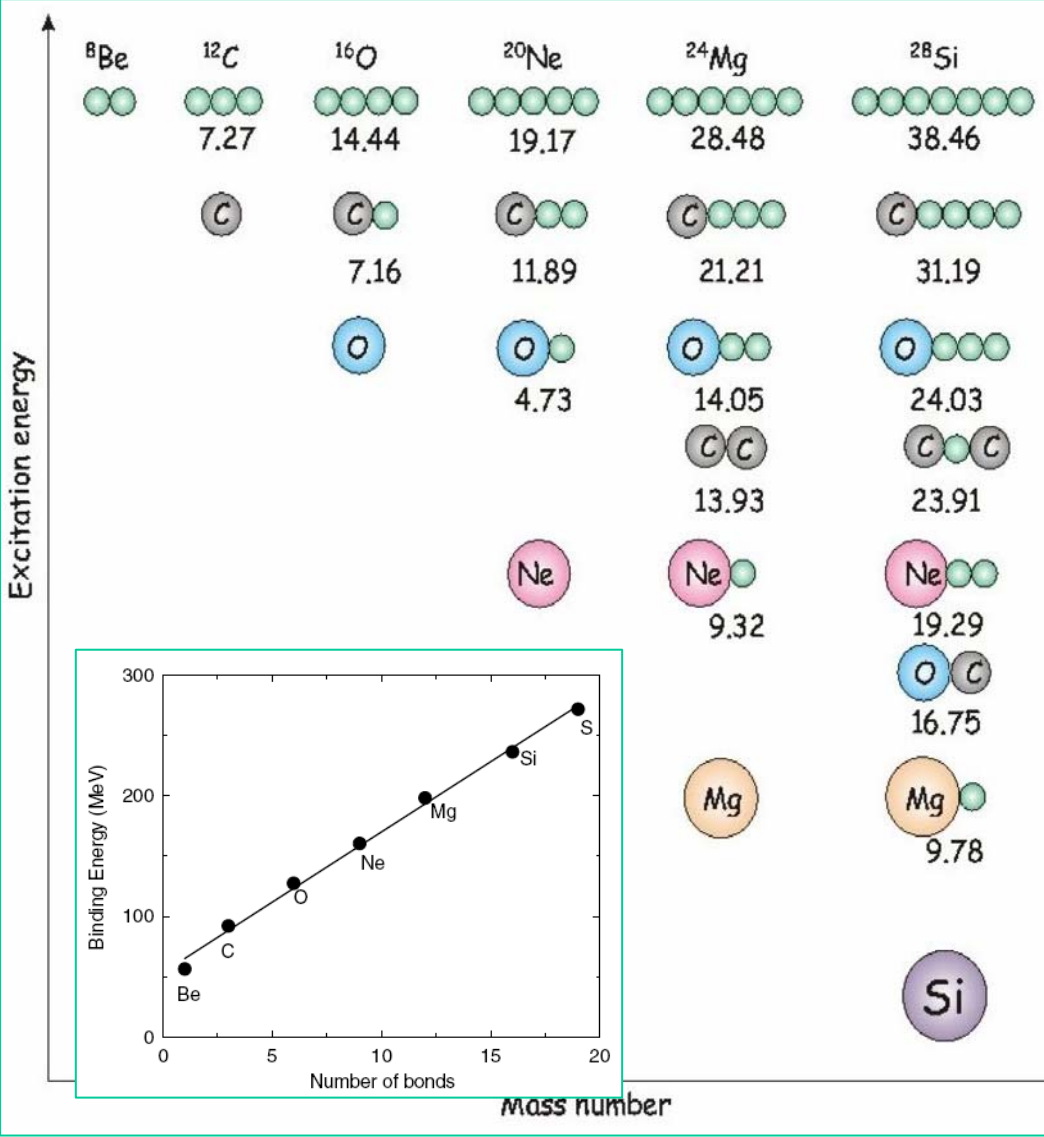 ⁸Be ¹²C ¹⁶O ²⁰Ne ²⁴Mg ²⁸Si
7.27 14.44 19.17 28.48 38.46
C C C C C
7.16 11.89 21.21 31.19
O O O O
4.73 14.05 24.03
C C C C
13.93 23.91
Ne Ne Ne
9.32 19.29
O C
16.75
Mg Mg
9.78
Si
Excitation energy
Mass number
300
200
100
0
Binding Energy (MeV)
Be
C
O
Ne
Mg
Si
S
0 5 10 15 20
Number of bonds